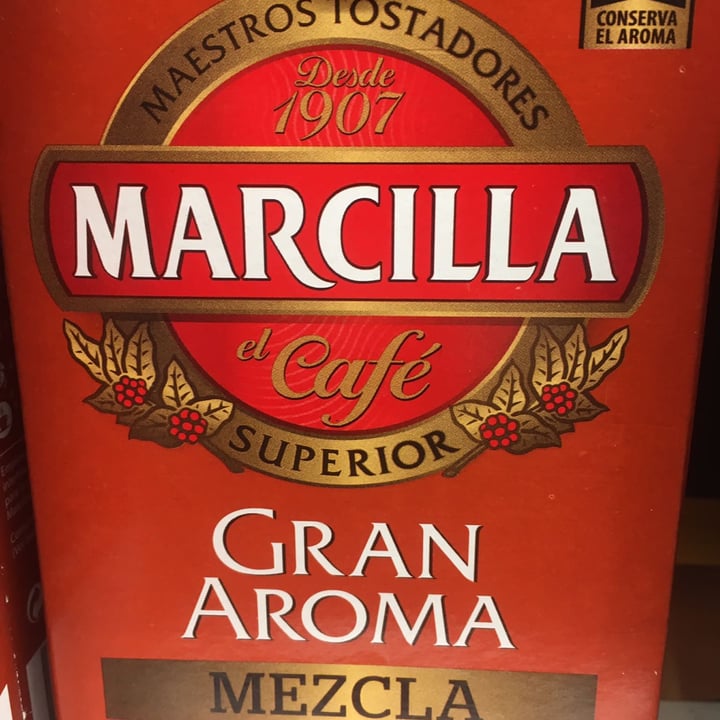 CONSERVA
EL AROMA
MAESTROS TOSTADORES
Desde
1907
MARCILLA
el Café
SUPERIOR
GRAN
AROMA
MEZCLA